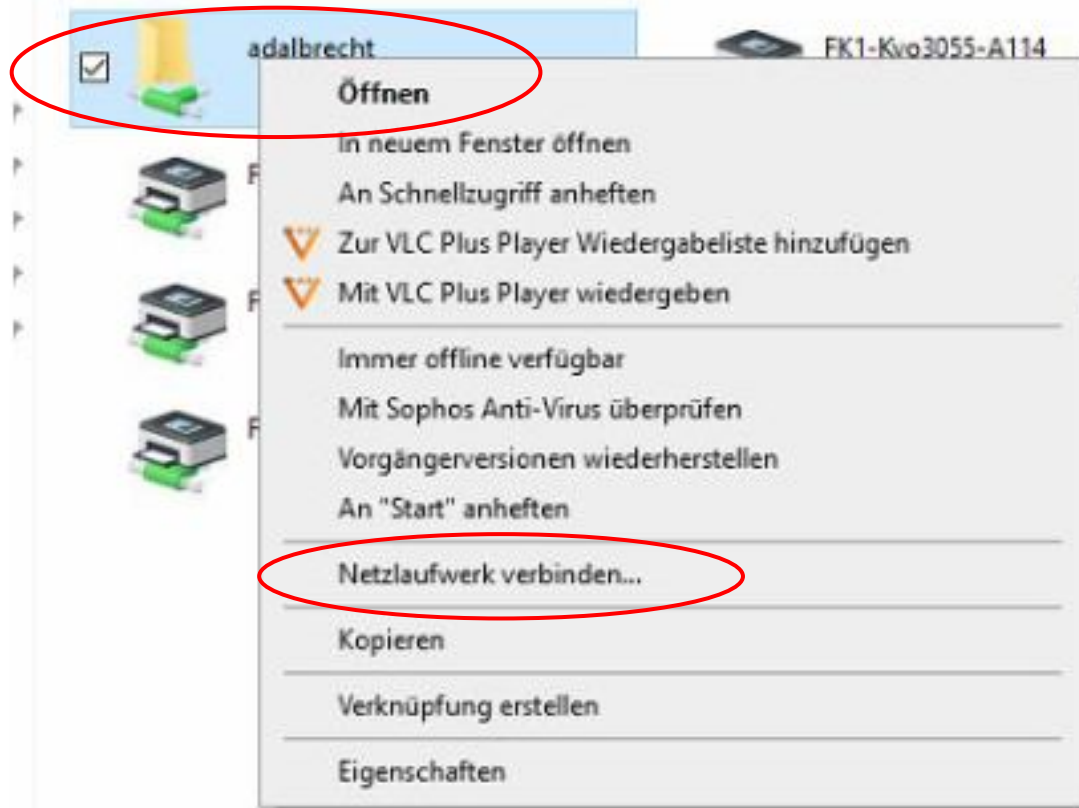 adalbrecht
FK1-Kvo3055-A114
Öffnen
In neuem Fenster öffnen
An Schnellzugriff anheften
Zur VLC Plus Player Wiedergabeliste hinzufügen
Mit VLC Plus Player wiedergeben
Immer offline verfügbar
Mit Sophos Anti-Virus überprüfen
Vorgängerversionen wiederherstellen
An "Start" anheften
Netzlaufwerk verbinden...
Kopieren
Verknüpfung erstellen
Eigenschaften